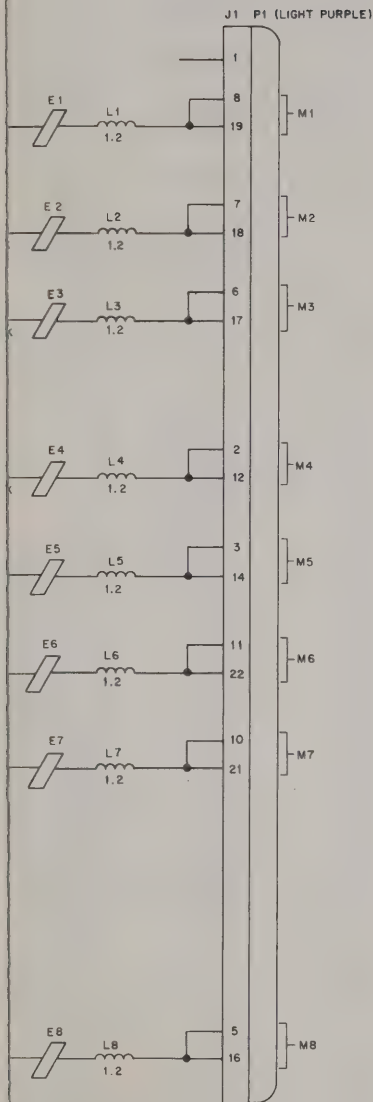 J1 P1 (LIGHT PURPLE)
1
E1 L1 8 M1
1.2 19
E2 L2 7 M2
1.2 18
E3 L3 6 M3
1.2 17
E4 L4 2 M4
1.2 12
E5 L5 3 M5
1.2 14
E6 L6 11 M6
1.2 22
E7 L7 10 M7
1.2 21
E8 L8 5 M8
1.2 16